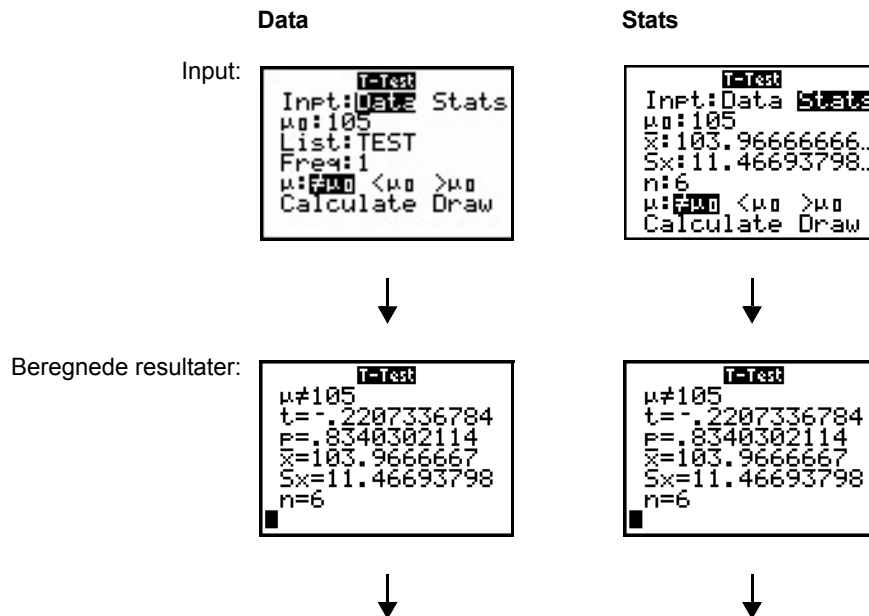 Data
Stats
Input:
T-Test
Inpt:Data Stats
μ0:105
List:TEST
Freq:1
μ:≠μ0 <μ0 >μ0
Calculate Draw
T-Test
Inpt:Data Stats
μ0:105
x̄:103.96666666…
Sx:11.46693798…
n:6
μ:≠μ0 <μ0 >μ0
Calculate Draw
Beregnede resultater:
T-Test
μ≠105
t=-.2207336784
p=.8340302114
x̄=103.9666667
Sx=11.46693798
n=6
T-Test
μ≠105
t=-.2207336784
p=.8340302114
x̄=103.9666667
Sx=11.46693798
n=6